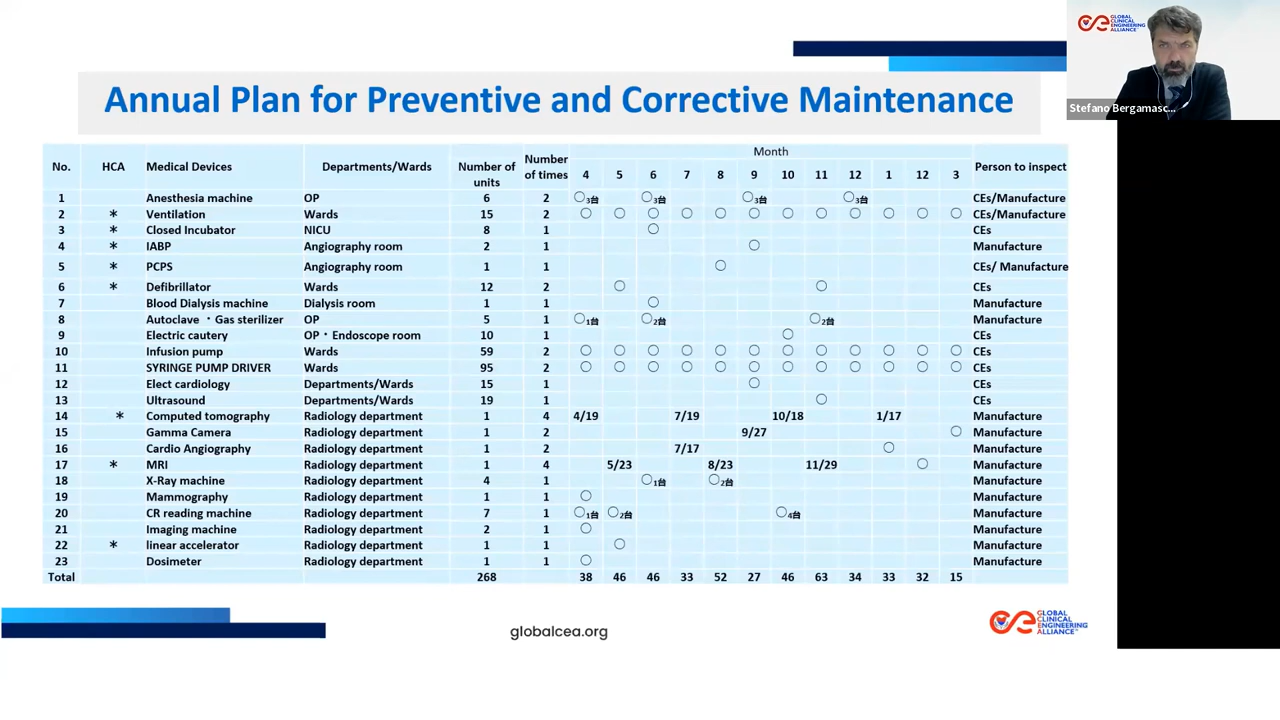 GLOBAL
CLINICAL
ENGINEERING
ALLIANCE
Stefano Bergamasc...
Annual Plan for Preventive and Corrective Maintenance
No. HCA Medical Devices Departments/Wards Number of units Number of times Month Person to inspect
4 5 6 7 8 9 10 11 12 1 12 3
1 Anesthesia machine OP 6 2 ○3台 ○3台 ○3台 ○3台 CEs/Manufacture
2 * Ventilation Wards 15 2 ○ ○ ○ ○ ○ ○ ○ ○ ○ ○ ○ ○ CEs/Manufacture
3 * Closed Incubator NICU 8 1 ○ CEs
4 * IABP Angiography room 2 1 ○ Manufacture
5 * PCPS Angiography room 1 1 ○ CEs/ Manufacture
6 * Defibrillator Wards 12 2 ○ ○ CEs
7 Blood Dialysis machine Dialysis room 1 1 ○ Manufacture
8 Autoclave ・Gas sterilizer OP 5 1 ○1台 ○2台 ○2台 Manufacture
9 Electric cautery OP・Endoscope room 10 1 ○ CEs
10 Infusion pump Wards 59 2 ○ ○ ○ ○ ○ ○ ○ ○ ○ ○ ○ ○ CEs
11 SYRINGE PUMP DRIVER Wards 95 2 ○ ○ ○ ○ ○ ○ ○ ○ ○ ○ ○ ○ CEs
12 Elect cardiology Departments/Wards 15 1 ○ CEs
13 Ultrasound Departments/Wards 19 1 ○ CEs
14 * Computed tomography Radiology department 1 4 4/19 7/19 10/18 1/17 Manufacture
15 Gamma Camera Radiology department 1 2 9/27 ○ Manufacture
16 Cardio Angiography Radiology department 1 2 7/17 ○ Manufacture
17 * MRI Radiology department 1 4 5/23 8/23 11/29 ○ Manufacture
18 X-Ray machine Radiology department 4 1 ○1台 ○2台 Manufacture
19 Mammography Radiology department 1 1 ○ Manufacture
20 CR reading machine Radiology department 7 1 ○1台 ○2台 ○4台 Manufacture
21 Imaging machine Radiology department 2 1 ○ Manufacture
22 * linear accelerator Radiology department 1 1 ○ Manufacture
23 Dosimeter Radiology department 1 1 ○ Manufacture
Total 268 38 46 46 33 52 27 46 63 34 33 32 15
globalcea.org
GLOBAL
CLINICAL
ENGINEERING
ALLIANCE